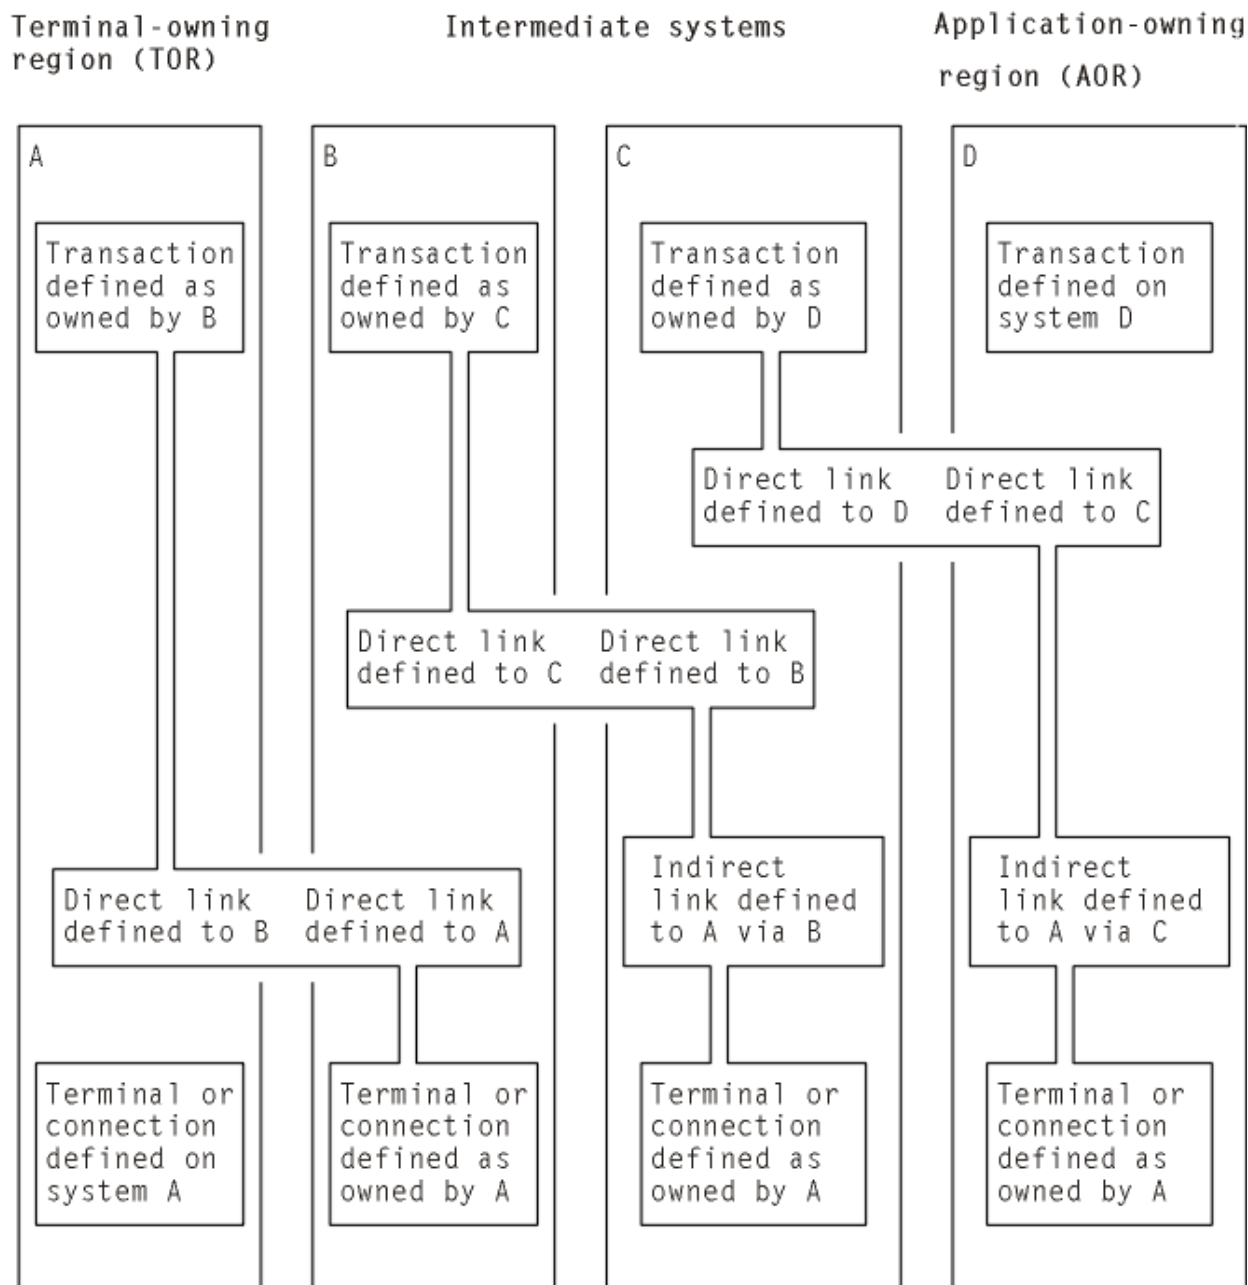 Terminal-owning
region (TOR)
Intermediate systems
Application-owning
region (AOR)
A
B
C
D
Transaction
defined as
owned by B
Transaction
defined as
owned by C
Transaction
defined as
owned by D
Transaction
defined on
system D
Direct link
defined to D
Direct link
defined to C
Direct link
defined to C
Direct link
defined to B
Direct link
defined to B
Direct link
defined to A
Indirect
link defined
to A via B
Indirect
link defined
to A via C
Terminal or
connection
defined on
system A
Terminal or
connection
defined as
owned by A
Terminal or
connection
defined as
owned by A
Terminal or
connection
defined as
owned by A